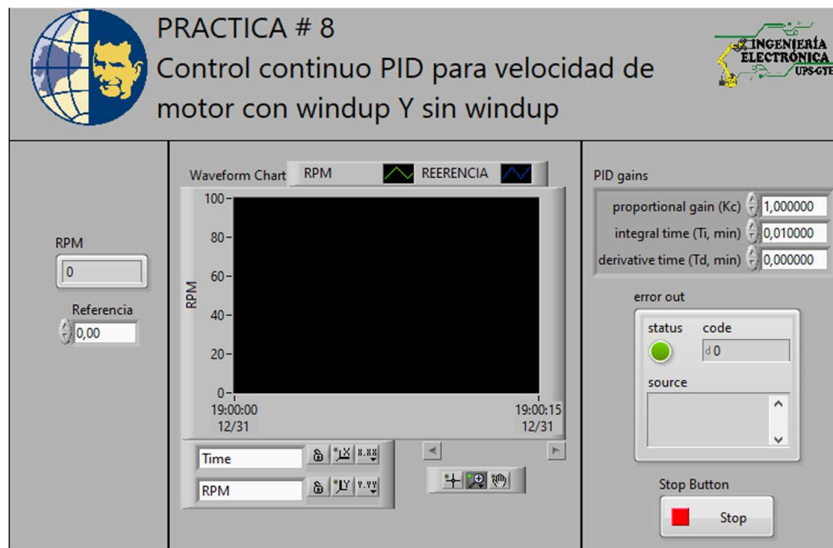 PRACTICA # 8
Control continuo PID para velocidad de
motor con windup Y sin windup
INGENIERÍA
ELECTRÓNICA
UPS-GYE
RPM
0
Referencia
0,00
Waveform Chart
RPM
REERENCIA
RPM
100
80
60
40
20
0
19:00:00
12/31
19:00:15
12/31
Time
X.XX
RPM
Y.YY
PID gains
proportional gain (Kc) 1,000000
integral time (Ti, min) 0,010000
derivative time (Td, min) 0,000000
error out
status
code
d 0
source
Stop Button
Stop